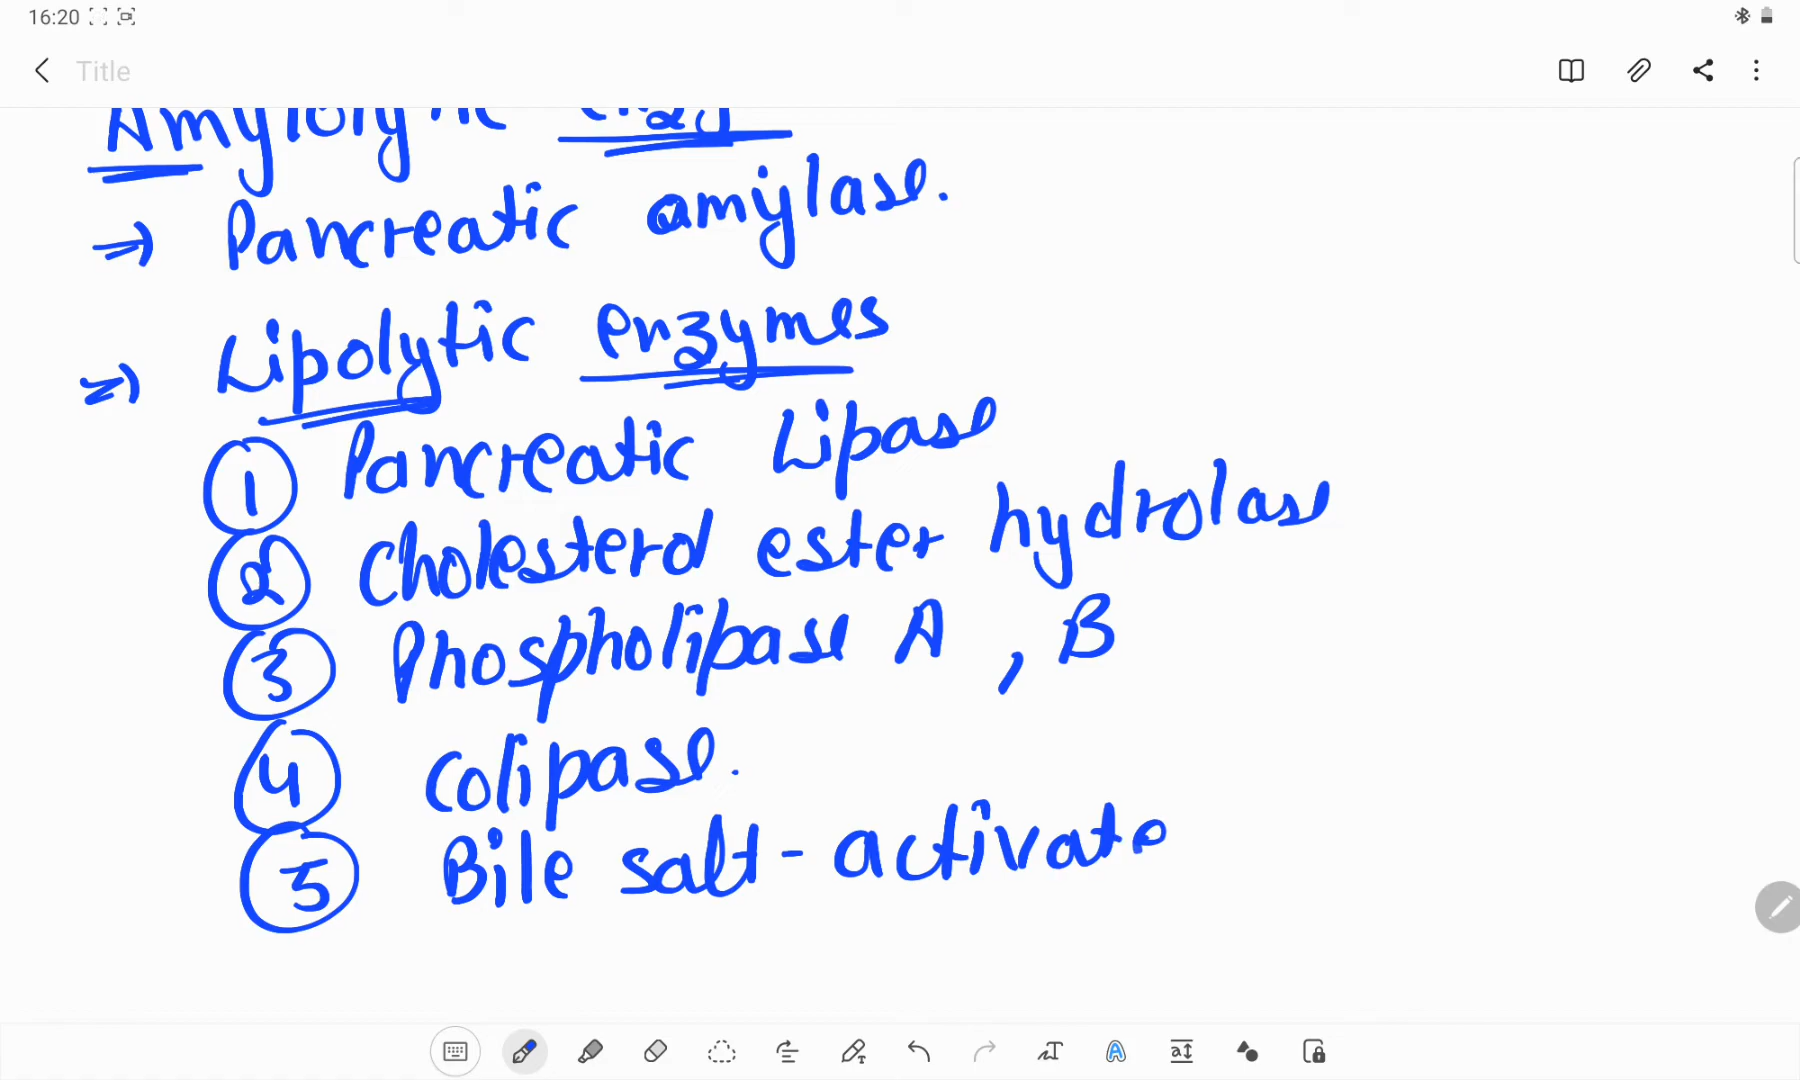 16:20
Title
Amylolytic
⇒ Pancreatic amylase.
⇒ Lipolytic enzymes
1 Pancreatic Lipase
2 Cholesterol ester hydrolase
3 Phospholipase A, B
4 Colipase.
5 Bile salt-activate